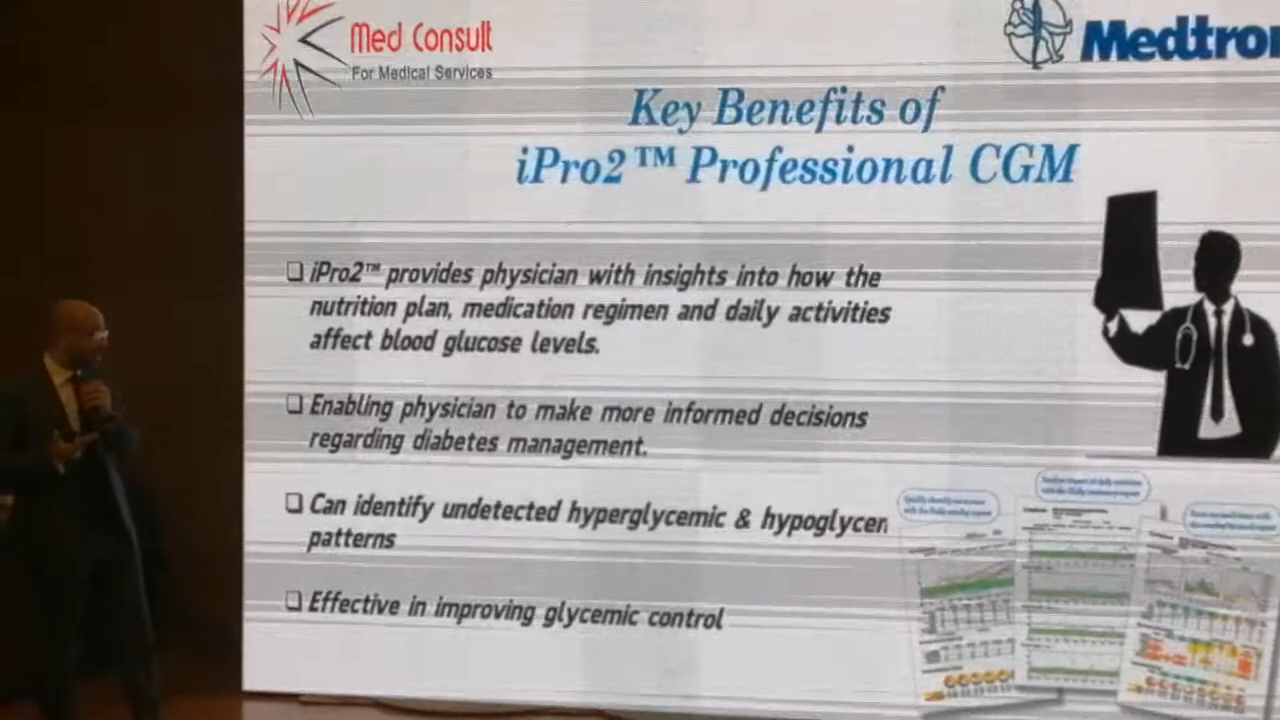 Med Consult
For Medical Services
Medtron
Key Benefits of
iPro2™ Professional CGM
❑ iPro2™ provides physician with insights into how the
nutrition plan, medication regimen and daily activities
affect blood glucose levels.
❑ Enabling physician to make more informed decisions
regarding diabetes management.
❑ Can identify undetected hyperglycemic & hypoglycem
patterns
❑ Effective in improving glycemic control